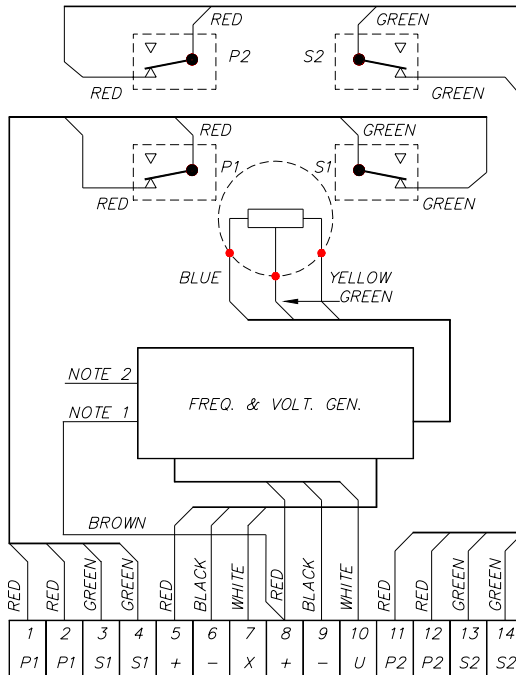 RED
GREEN
P2
S2
RED
GREEN
RED
GREEN
P1
S1
RED
GREEN
BLUE
YELLOW
GREEN
NOTE 2
NOTE 1
FREQ. & VOLT. GEN.
BROWN
RED
RED
GREEN
GREEN
RED
BLACK
WHITE
RED
BLACK
WHITE
RED
RED
GREEN
GREEN
1 2 3 4 5 6 7 8 9 10 11 12 13 14
P1 P1 S1 S1 + - X + - U P2 P2 S2 S2